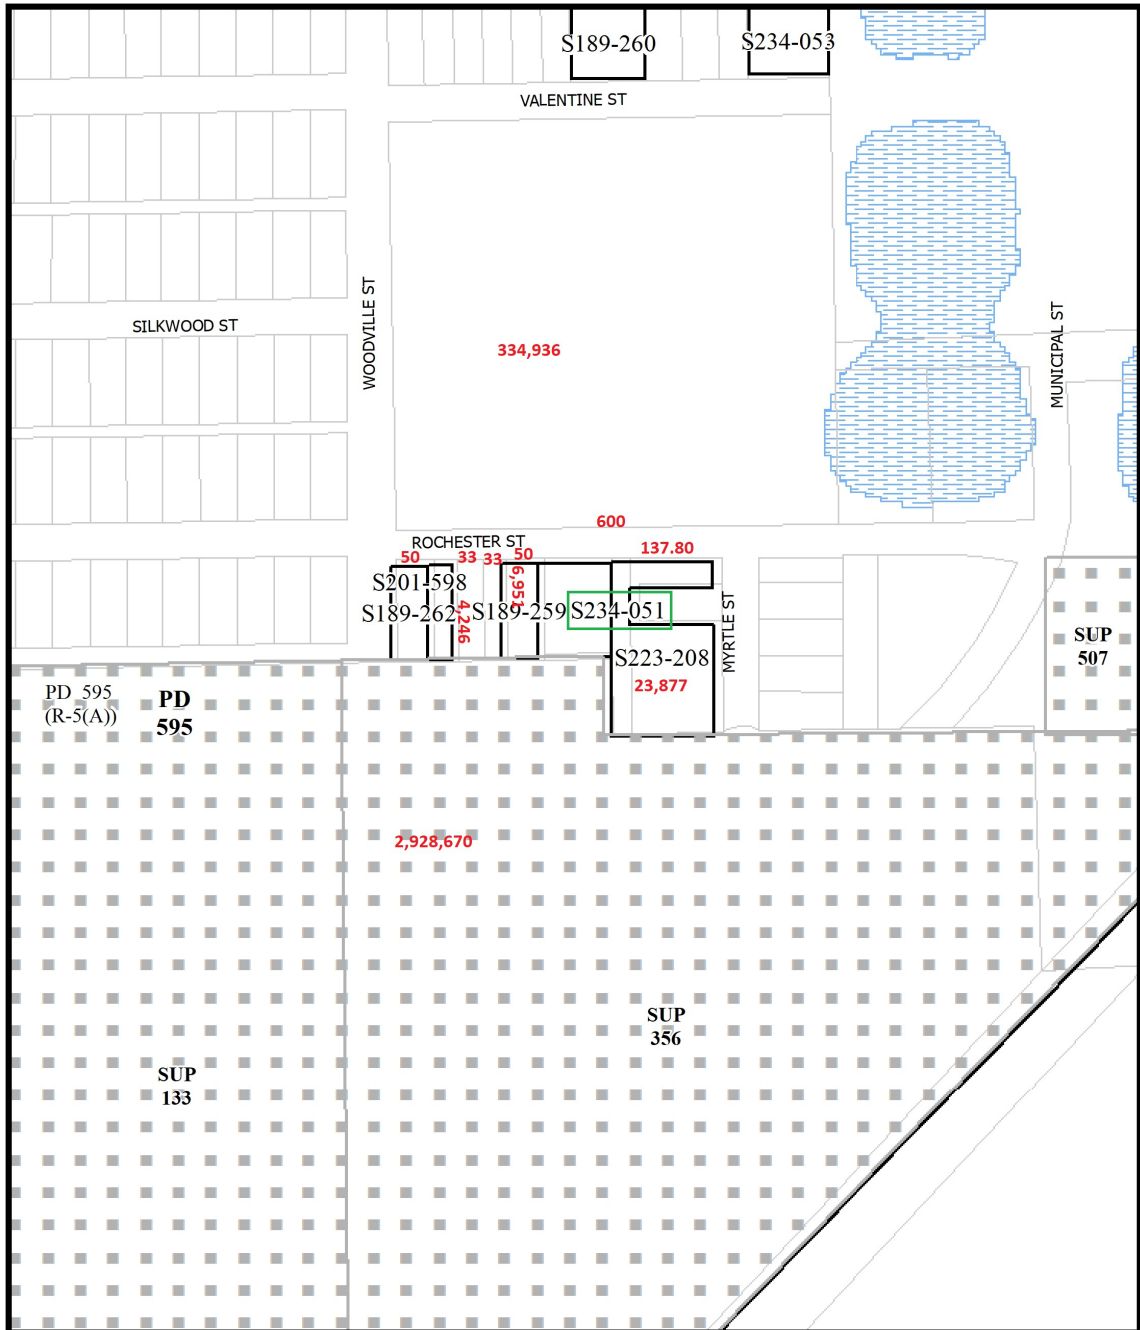 S189-260
S234-053
VALENTINE ST
WOODVILLE ST
SILKWOOD ST
MUNICIPAL ST
334,936
600
ROCHESTER ST
137.80
50
33
33
50
S201-598
6,951
S189-262
4,246
S189-259
S234-051
MYRTLE ST
S223-208
23,877
SUP
507
PD 595
(R-5(A))
PD
595
2,928,670
SUP
356
SUP
133